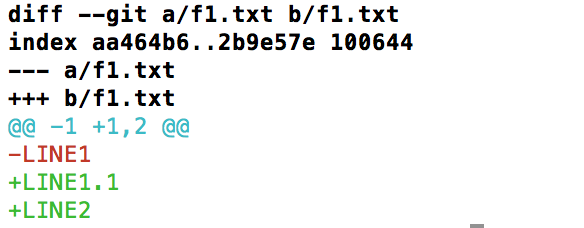 diff --git a/f1.txt b/f1.txt
index aa464b6..2b9e57e 100644
--- a/f1.txt
+++ b/f1.txt
@@ -1 +1,2 @@
-LINE1
+LINE1.1
+LINE2